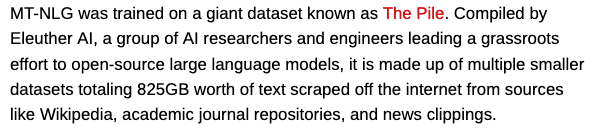 MT-NLG was trained on a giant dataset known as The Pile. Compiled by
Eleuther AI, a group of AI researchers and engineers leading a grassroots
effort to open-source large language models, it is made up of multiple smaller
datasets totaling 825GB worth of text scraped off the internet from sources
like Wikipedia, academic journal repositories, and news clippings.